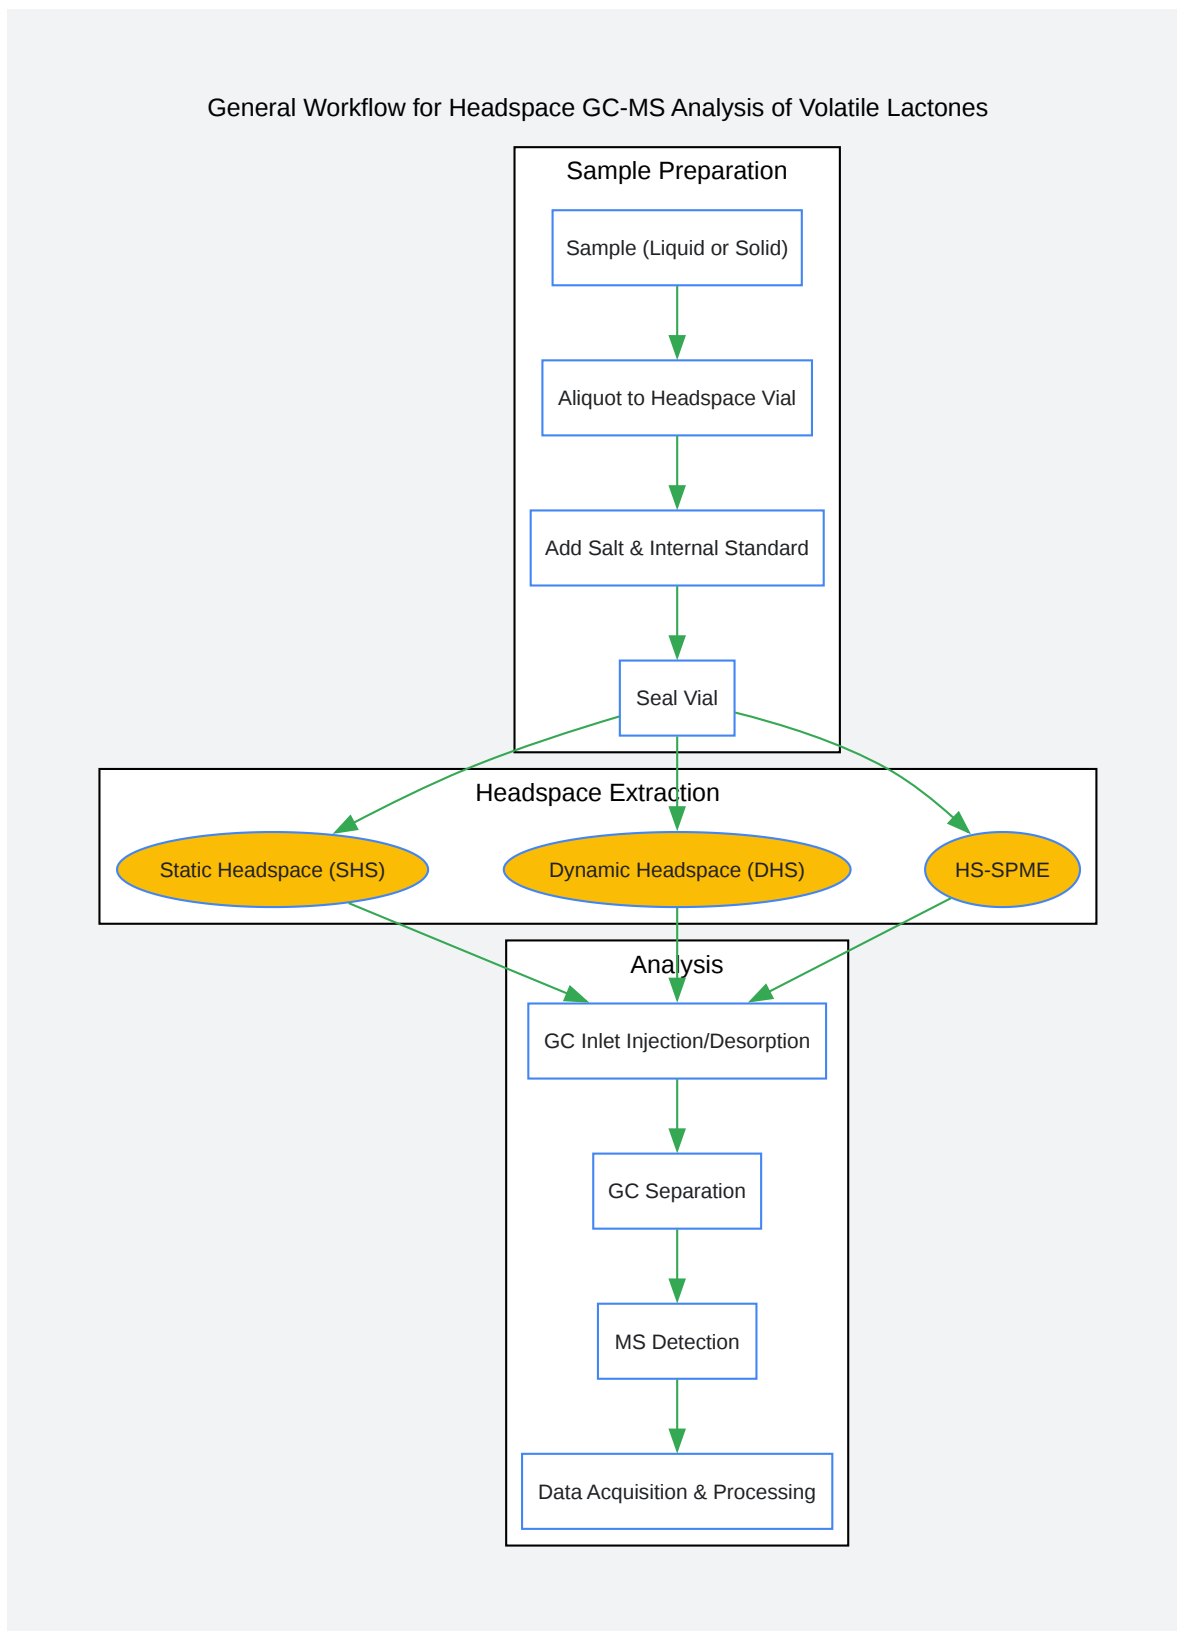 General Workflow for Headspace GC-MS Analysis of Volatile Lactones
Sample Preparation
Sample (Liquid or Solid)
Aliquot to Headspace Vial
Add Salt & Internal Standard
Seal Vial
Headspace Extraction
Static Headspace (SHS)
Dynamic Headspace (DHS)
HS-SPME
Analysis
GC Inlet Injection/Desorption
GC Separation
MS Detection
Data Acquisition & Processing